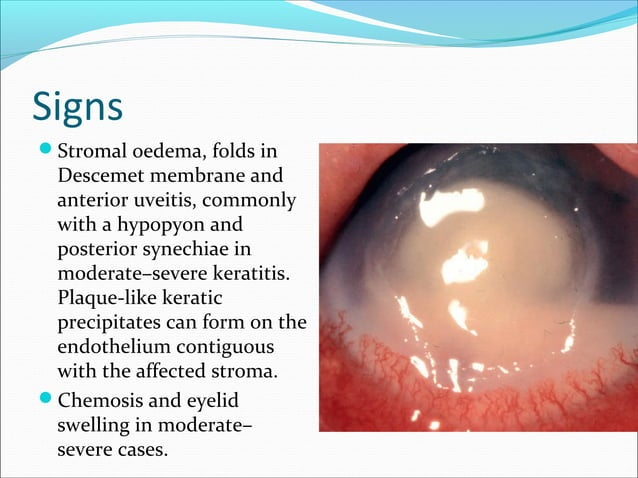 Signs
Stromal oedema, folds in
Descemet membrane and
anterior uveitis, commonly
with a hypopyon and
posterior synechiae in
moderate–severe keratitis.
Plaque-like keratic
precipitates can form on the
endothelium contiguous
with the affected stroma.
Chemosis and eyelid
swelling in moderate–
severe cases.